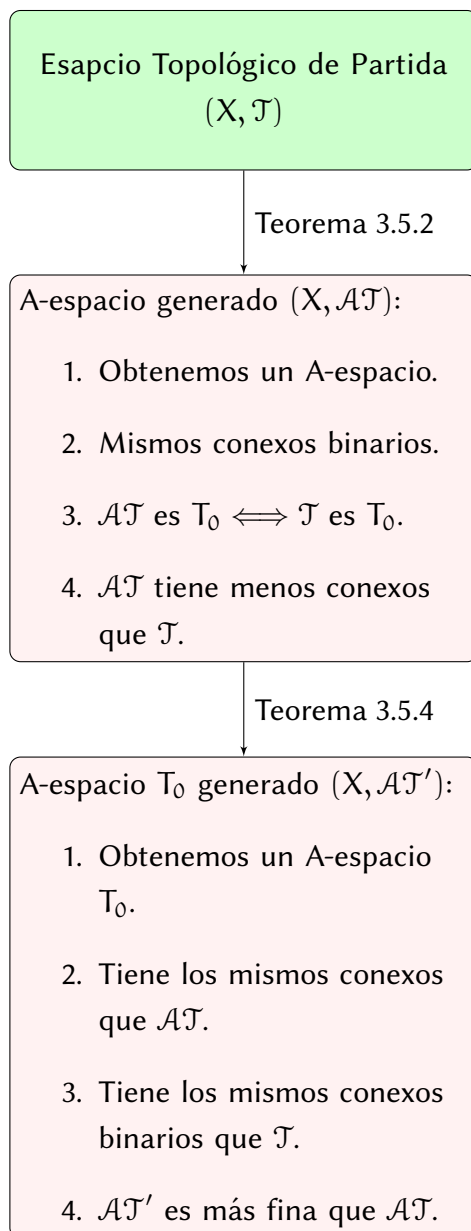 Esapcio Topológico de Partida
(X, 𝒯)
Teorema 3.5.2
A-espacio generado (X, 𝒜𝒯):
1. Obtenemos un A-espacio.
2. Mismos conexos binarios.
3. 𝒜𝒯 es T₀ ⟺ 𝒯 es T₀.
4. 𝒜𝒯 tiene menos conexos
que 𝒯.
Teorema 3.5.4
A-espacio T₀ generado (X, 𝒜𝒯′):
1. Obtenemos un A-espacio
T₀.
2. Tiene los mismos conexos
que 𝒜𝒯.
3. Tiene los mismos conexos
binarios que 𝒯.
4. 𝒜𝒯′ es más fina que 𝒜𝒯.